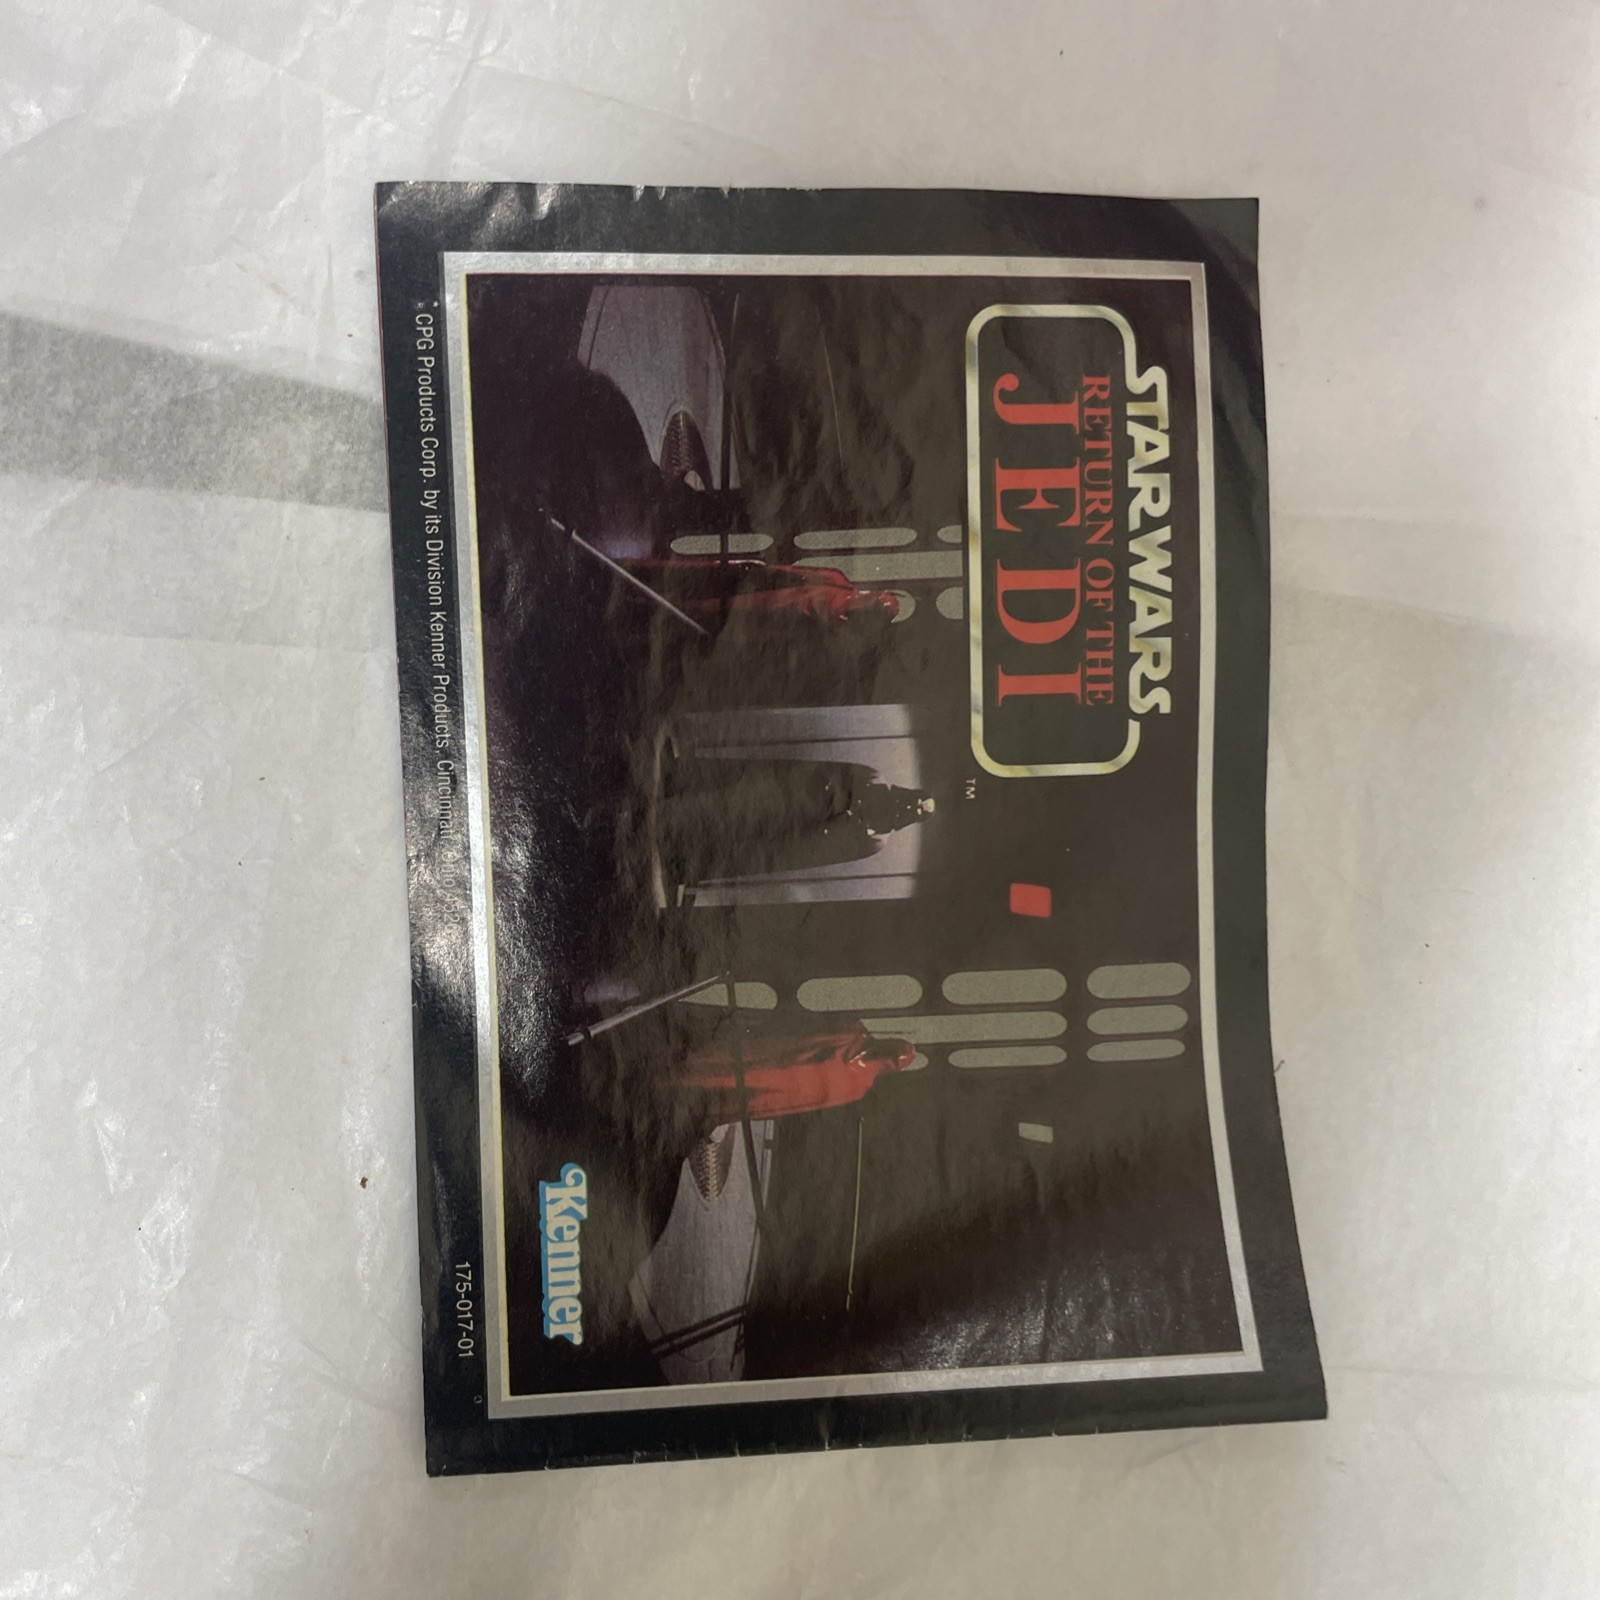 STAR WARS
RETURN OF THE
JEDI
TM
Kenner
* CPG Products Corp. by its Division Kenner Products, Cincinnati, Ohio
175-017-01